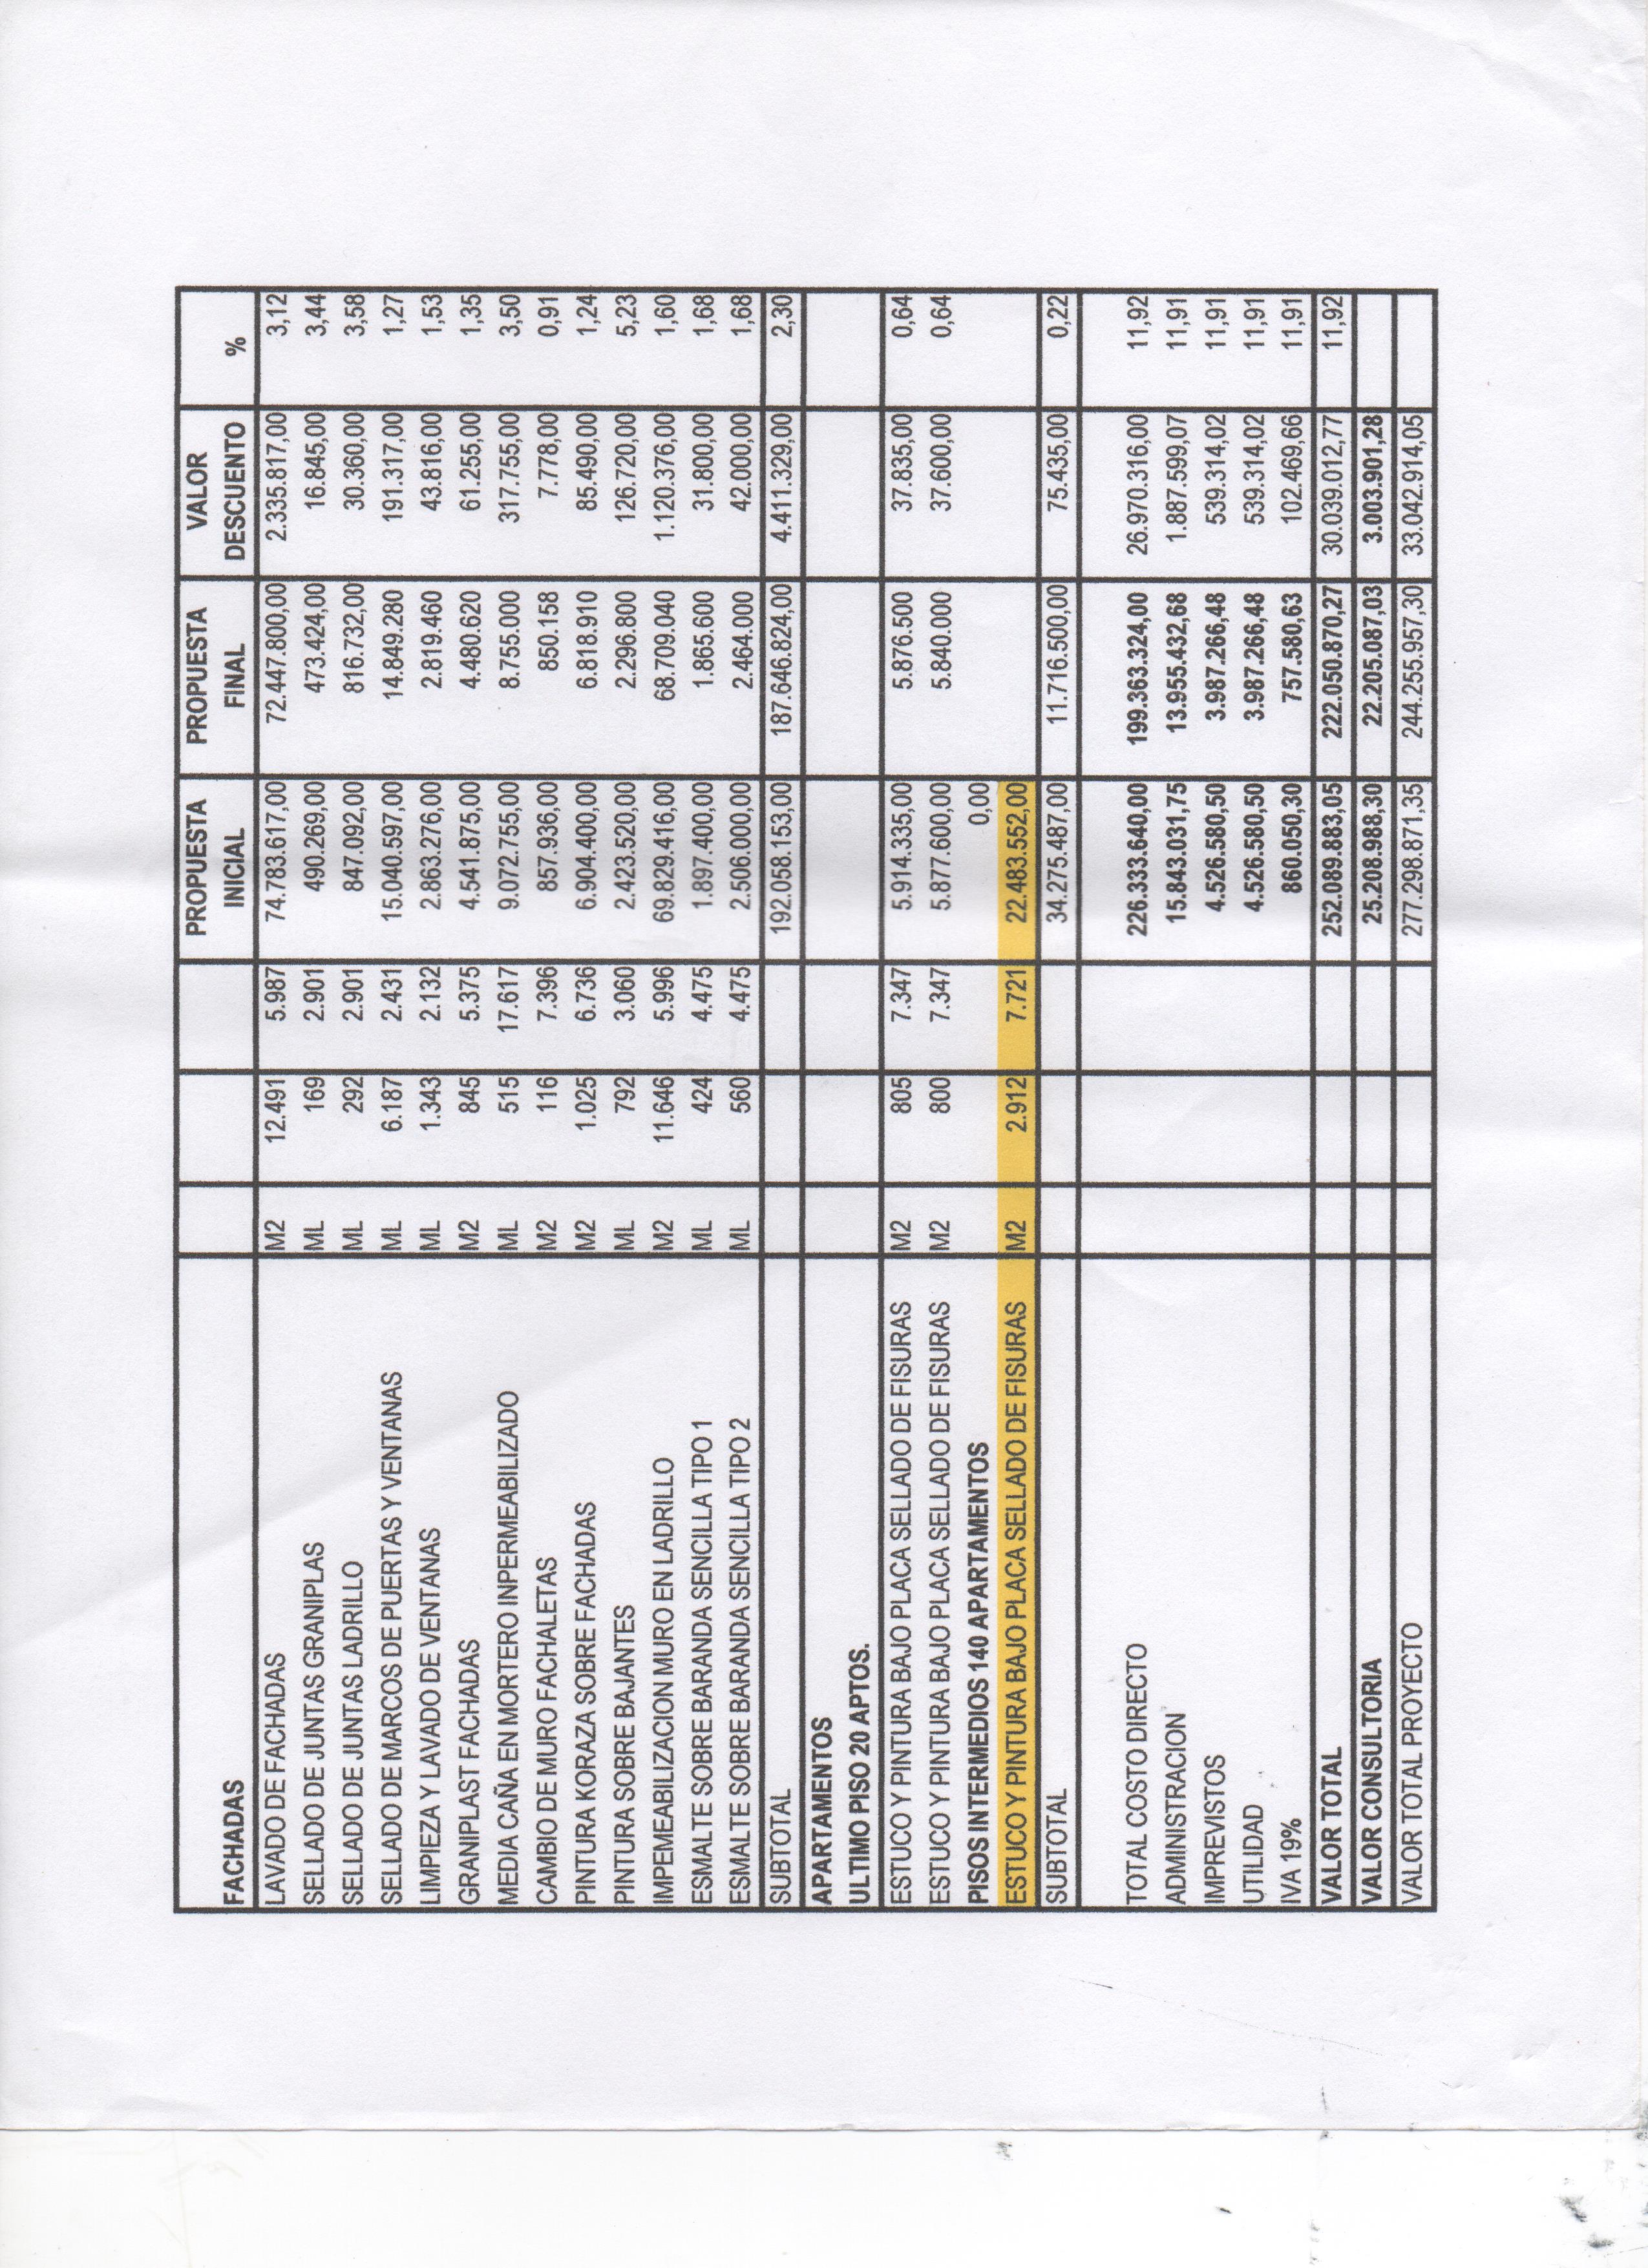 FACHADAS PROPUESTA INICIAL PROPUESTA FINAL VALOR DESCUENTO %
LAVADO DE FACHADAS M2 12.491 5.987 74.783.617,00 72.447.800,00 2.335.817,00 3,12
SELLADO DE JUNTAS GRANIPLAS ML 169 2.901 490.269,00 473.424,00 16.845,00 3,44
SELLADO DE JUNTAS LADRILLO ML 292 2.901 847.092,00 816.732,00 30.360,00 3,58
SELLADO DE MARCOS DE PUERTAS Y VENTANAS ML 6.187 2.431 15.040.597,00 14.849.280 191.317,00 1,27
LIMPIEZA Y LAVADO DE VENTANAS ML 1.343 2.132 2.863.276,00 2.819.460 43.816,00 1,53
GRANIPLAST FACHADAS M2 845 5.375 4.541.875,00 4.480.620 61.255,00 1,35
MEDIA CAÑA EN MORTERO INPERMEABILIZADO ML 515 17.617 9.072.755,00 8.755.000 317.755,00 3,50
CAMBIO DE MURO FACHALETAS M2 116 7.396 857.936,00 850.158 7.778,00 0,91
PINTURA KORAZA SOBRE FACHADAS M2 1.025 6.736 6.904.400,00 6.818.910 85.490,00 1,24
PINTURA SOBRE BAJANTES ML 792 3.060 2.423.520,00 2.296.800 126.720,00 5,23
IMPEMEABILIZACION MURO EN LADRILLO M2 11.646 5.996 69.829.416,00 68.709.040 1.120.376,00 1,60
ESMALTE SOBRE BARANDA SENCILLA TIPO 1 ML 424 4.475 1.897.400,00 1.865.600 31.800,00 1,68
ESMALTE SOBRE BARANDA SENCILLA TIPO 2 ML 560 4.475 2.506.000,00 2.464.000 42.000,00 1,68
SUBTOTAL 192.058.153,00 187.646.824,00 4.411.329,00 2,30
APARTAMENTOS
ULTIMO PISO 20 APTOS.
ESTUCO Y PINTURA BAJO PLACA SELLADO DE FISURAS M2 805 7.347 5.914.335,00 5.876.500 37.835,00 0,64
ESTUCO Y PINTURA BAJO PLACA SELLADO DE FISURAS M2 800 7.347 5.877.600,00 5.840.000 37.600,00 0,64
PISOS INTERMEDIOS 140 APARTAMENTOS 0,00
ESTUCO Y PINTURA BAJO PLACA SELLADO DE FISURAS M2 2.912 7.721 22.483.552,00
SUBTOTAL 34.275.487,00 11.716.500,00 75.435,00 0,22
TOTAL COSTO DIRECTO 226.333.640,00 199.363.324,00 26.970.316,00 11,92
ADMINISTRACION 15.843.031,75 13.955.432,68 1.887.599,07 11,91
IMPREVISTOS 4.526.580,50 3.987.266,48 539.314,02 11,91
UTILIDAD 4.526.580,50 3.987.266,48 539.314,02 11,91
IVA 19% 860.050,30 757.580,63 102.469,66 11,91
VALOR TOTAL 252.089.883,05 222.050.870,27 30.039.012,77 11,92
VALOR CONSULTORIA 25.208.988,30 22.205.087,03 3.003.901,28
VALOR TOTAL PROYECTO 277.298.871,35 244.255.957,30 33.042.914,05